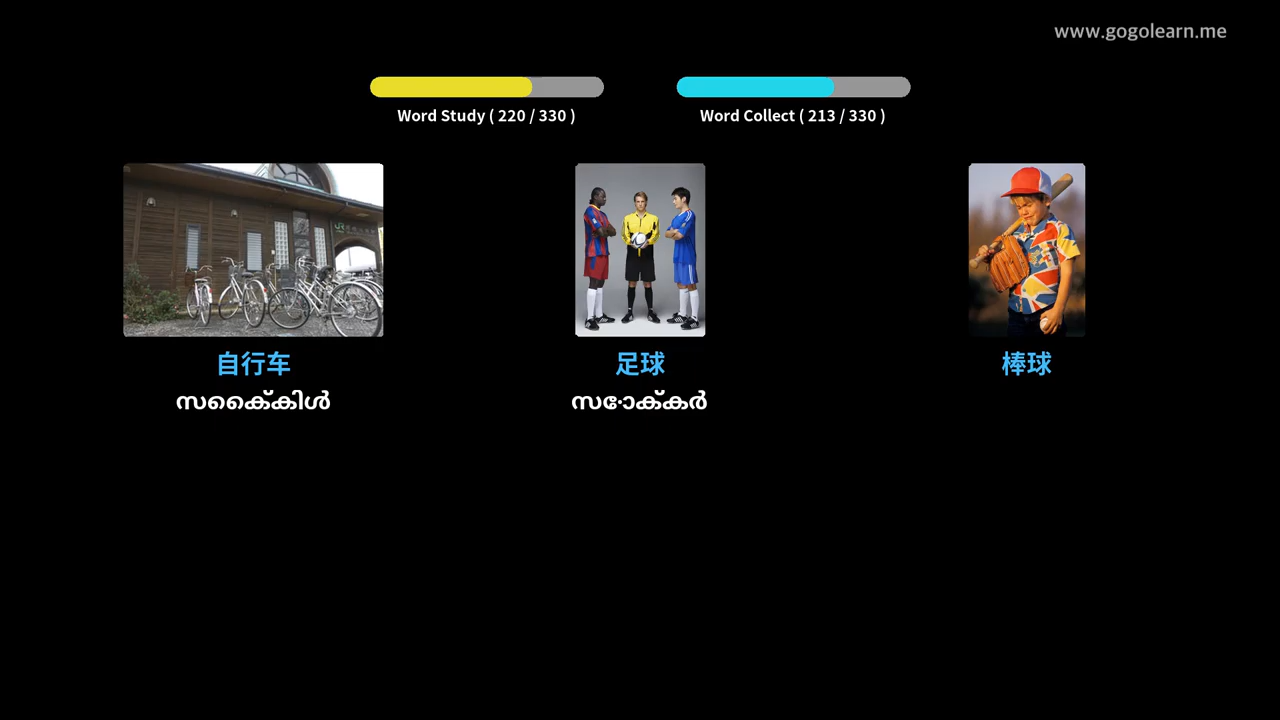 www.gogolearn.me
Word Study ( 220 / 330 )
Word Collect ( 213 / 330 )
JR
自行车
足球
棒球
സൈക്കിൾ
സോക്കർ